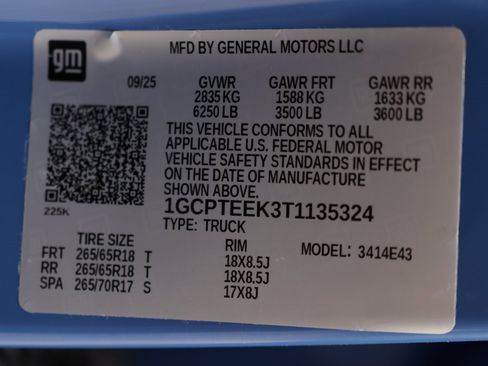 gm
MFD BY GENERAL MOTORS LLC
09/25 GVWR GAWR FRT GAWR RR
2835 KG 1588 KG 1633 KG
6250 LB 3500 LB 3600 LB
THIS VEHICLE CONFORMS TO ALL
APPLICABLE U.S. FEDERAL MOTOR
VEHICLE SAFETY STANDARDS IN EFFECT
ON THE DATE OF MANUFACTURE
SHOWN ABOVE.
225K
1GCPTEEK3T1135324
TYPE: TRUCK
TIRE SIZE RIM MODEL: 3414E43
FRT 265/65R18 T 18X8.5J
RR 265/65R18 T 18X8.5J
SPA 265/70R17 S 17X8J